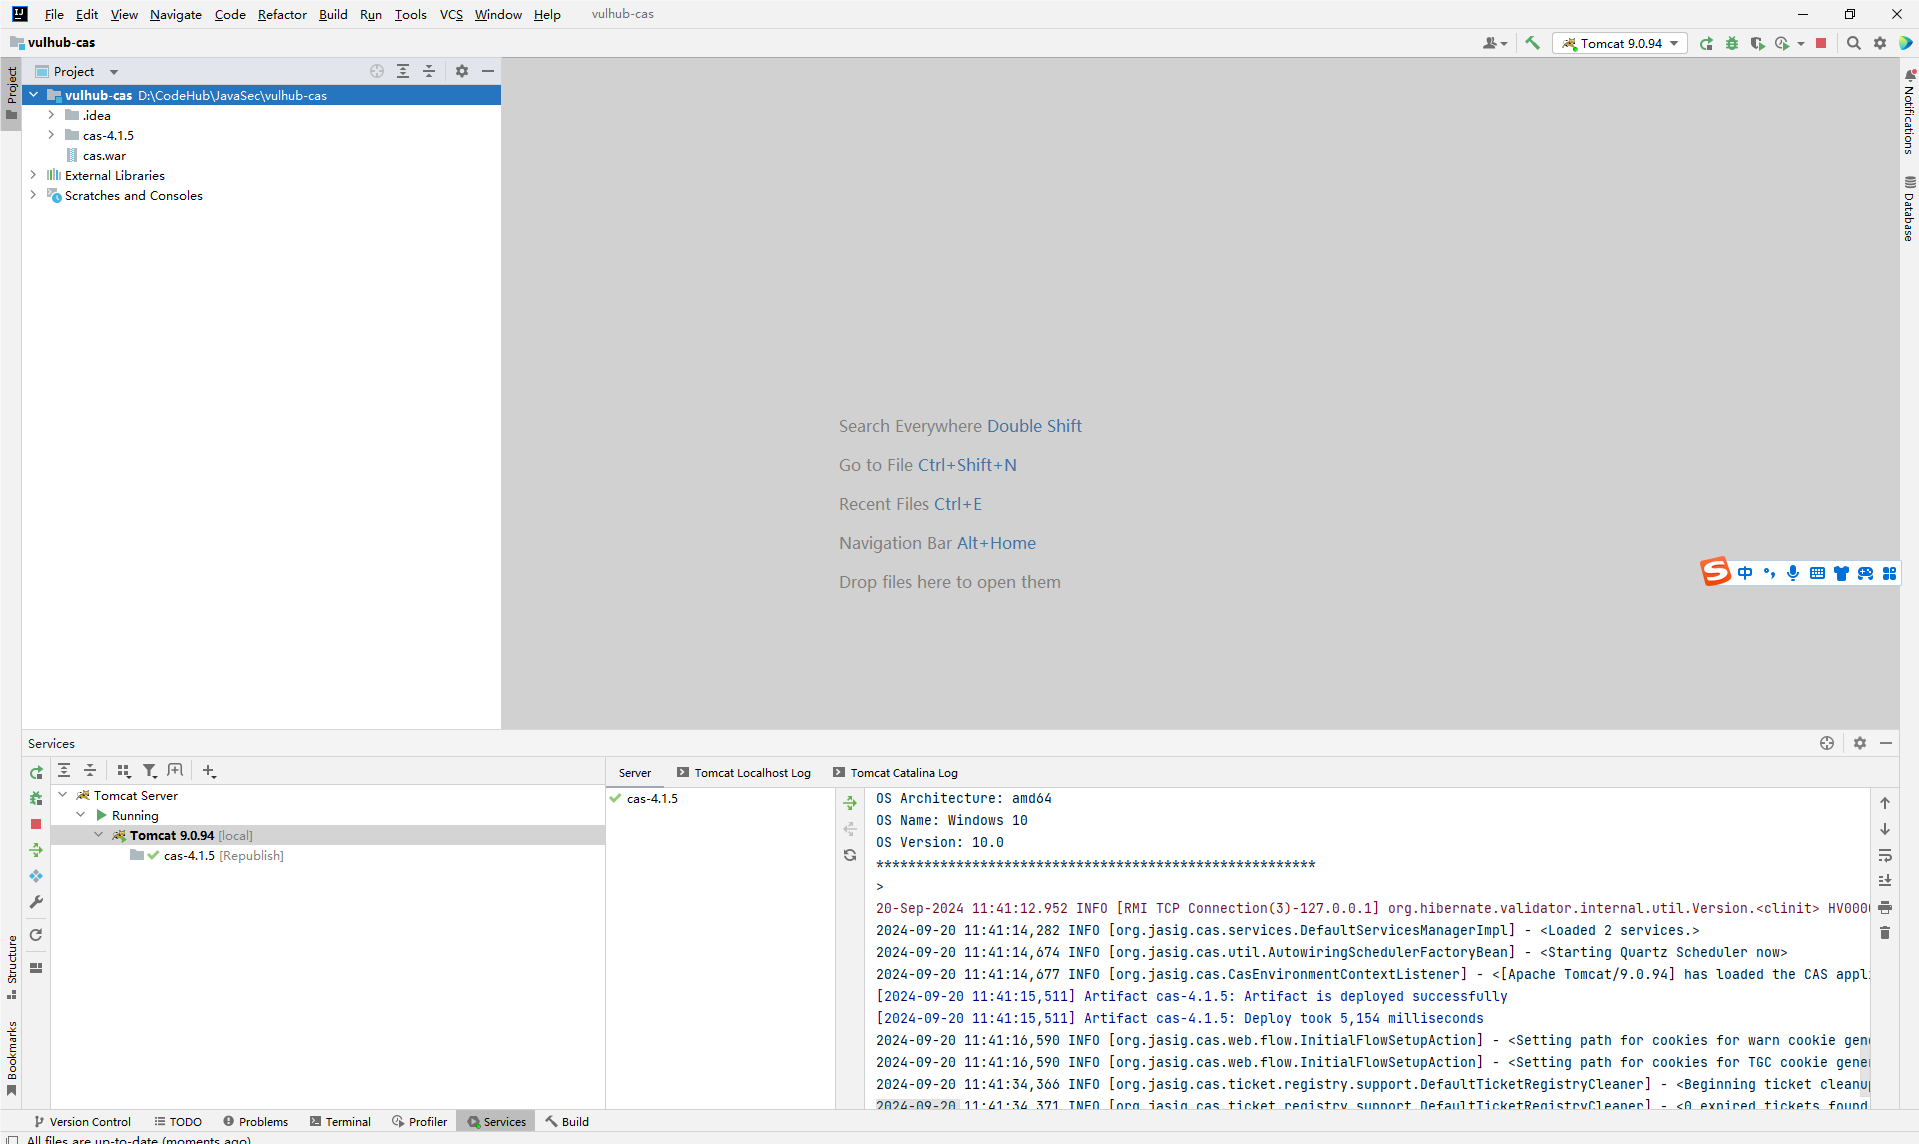 File Edit View Navigate Code Refactor Build Run Tools VCS Window Help vulhub-cas
vulhub-cas
Tomcat 9.0.94
Project
Project
vulhub-cas D:\CodeHub\JavaSec\vulhub-cas
.idea
cas-4.1.5
cas.war
External Libraries
Scratches and Consoles
Notifications
Database
Search Everywhere Double Shift
Go to File Ctrl+Shift+N
Recent Files Ctrl+E
Navigation Bar Alt+Home
Drop files here to open them
中
Services
Tomcat Server
Running
Tomcat 9.0.94 [local]
cas-4.1.5 [Republish]
Structure
Bookmarks
Server Tomcat Localhost Log Tomcat Catalina Log
cas-4.1.5
OS Architecture: amd64
OS Name: Windows 10
OS Version: 10.0
*******************************************************
>
20-Sep-2024 11:41:12.952 INFO [RMI TCP Connection(3)-127.0.0.1] org.hibernate.validator.internal.util.Version.<clinit> HV000
2024-09-20 11:41:14,282 INFO [org.jasig.cas.services.DefaultServicesManagerImpl] - <Loaded 2 services.>
2024-09-20 11:41:14,674 INFO [org.jasig.cas.util.AutowiringSchedulerFactoryBean] - <Starting Quartz Scheduler now>
2024-09-20 11:41:14,677 INFO [org.jasig.cas.CasEnvironmentContextListener] - <[Apache Tomcat/9.0.94] has loaded the CAS appl
[2024-09-20 11:41:15,511] Artifact cas-4.1.5: Artifact is deployed successfully
[2024-09-20 11:41:15,511] Artifact cas-4.1.5: Deploy took 5,154 milliseconds
2024-09-20 11:41:16,590 INFO [org.jasig.cas.web.flow.InitialFlowSetupAction] - <Setting path for cookies for warn cookie gen
2024-09-20 11:41:16,590 INFO [org.jasig.cas.web.flow.InitialFlowSetupAction] - <Setting path for cookies for TGC cookie gene
2024-09-20 11:41:34,366 INFO [org.jasig.cas.ticket.registry.support.DefaultTicketRegistryCleaner] - <Beginning ticket cleanup
2024-09-20 11:41:34,371 INFO [org.jasig.cas.ticket.registry.support.DefaultTicketRegistryCleaner] - <0 expired tickets found
Version Control TODO Problems Terminal Profiler Services Build
All files are up-to-date (moments ago)